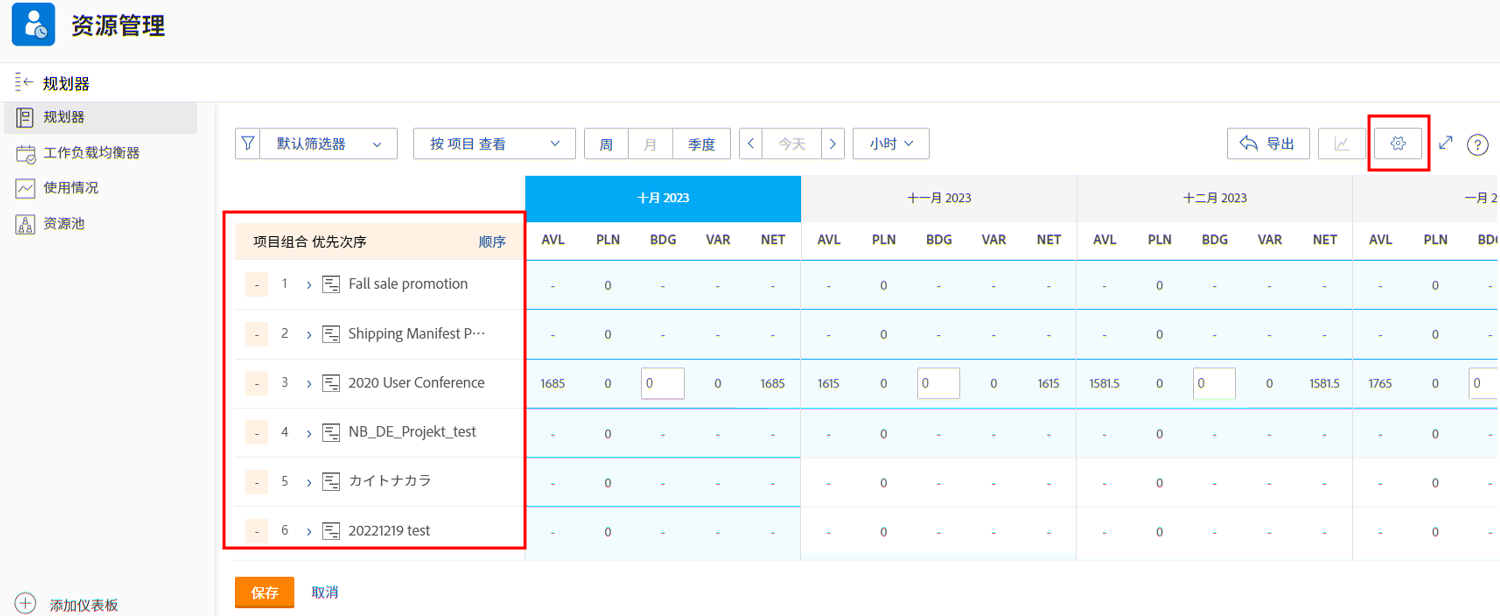 资源管理
规划器
规划器
工作负载均衡器
使用情况
资源池
添加仪表板
默认筛选器 按 项目 查看 周 月 季度 今天 小时 导出 ?
十月 2023 十一月 2023 十二月 2023 一月 2
项目组合 优先次序 顺序 AVL PLN BDG VAR NET AVL PLN BDG VAR NET AVL PLN BDG VAR NET AVL PLN BDG
- 1 Fall sale promotion - 0 - - - - 0 - - - - 0 - - - - 0 -
- 2 Shipping Manifest P··· - 0 - - - - 0 - - - - 0 - - - - 0 -
- 3 2020 User Conference 1685 0 0 0 1685 1615 0 0 0 1615 1581.5 0 0 0 1581.5 1765 0 0
- 4 NB_DE_Projekt_test - 0 - - - - 0 - - - - 0 - - - - 0 -
- 5 カイトナカラ - 0 - - - - 0 - - - - 0 - - - - 0 -
- 6 20221219 test - 0 - - - - 0 - - - - 0 - - - - 0 -
保存 取消